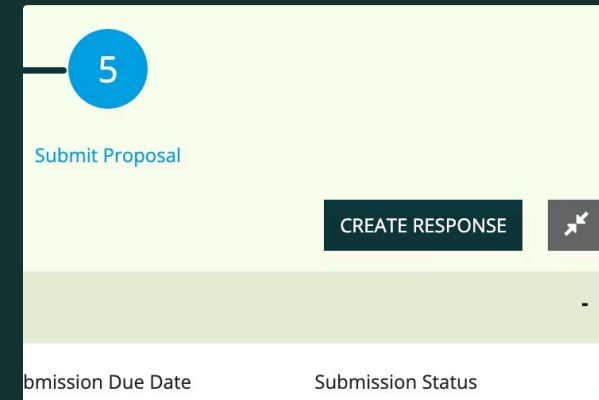 5
Submit Proposal
CREATE RESPONSE
-
bmission Due Date
Submission Status